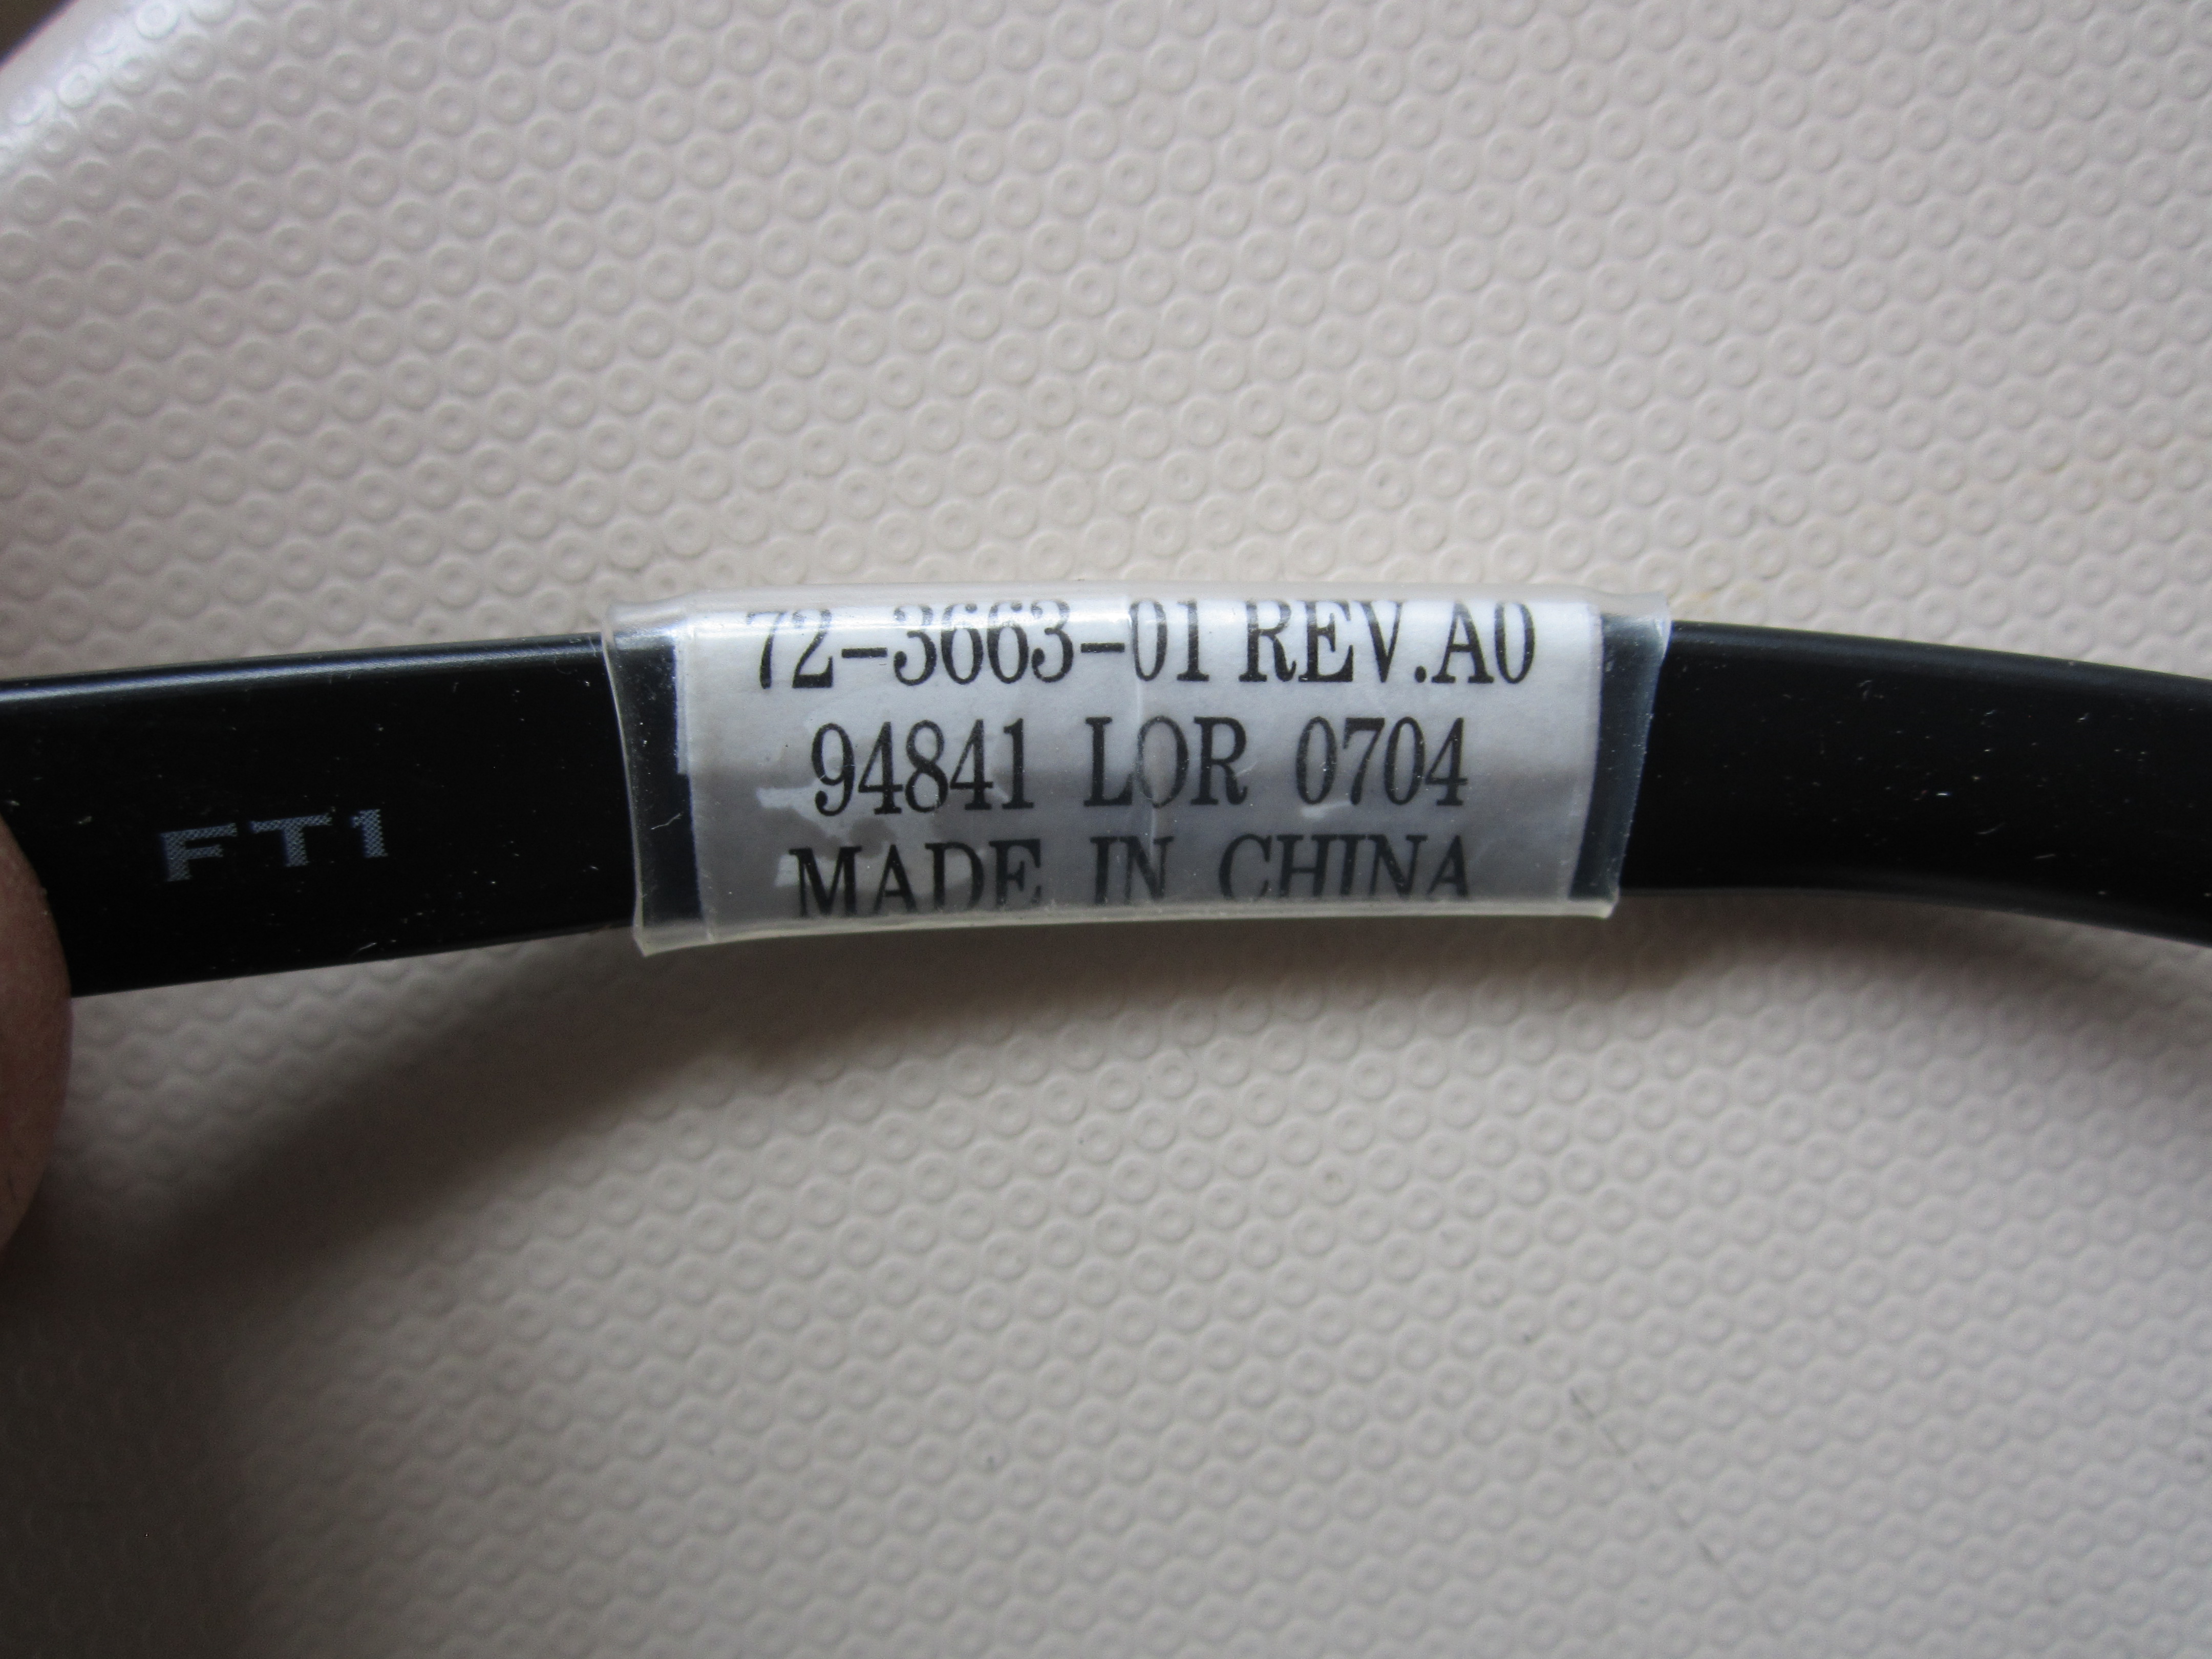 72-3663-01 REV.A0
94841 LOR 0704
MADE IN CHINA
FT1